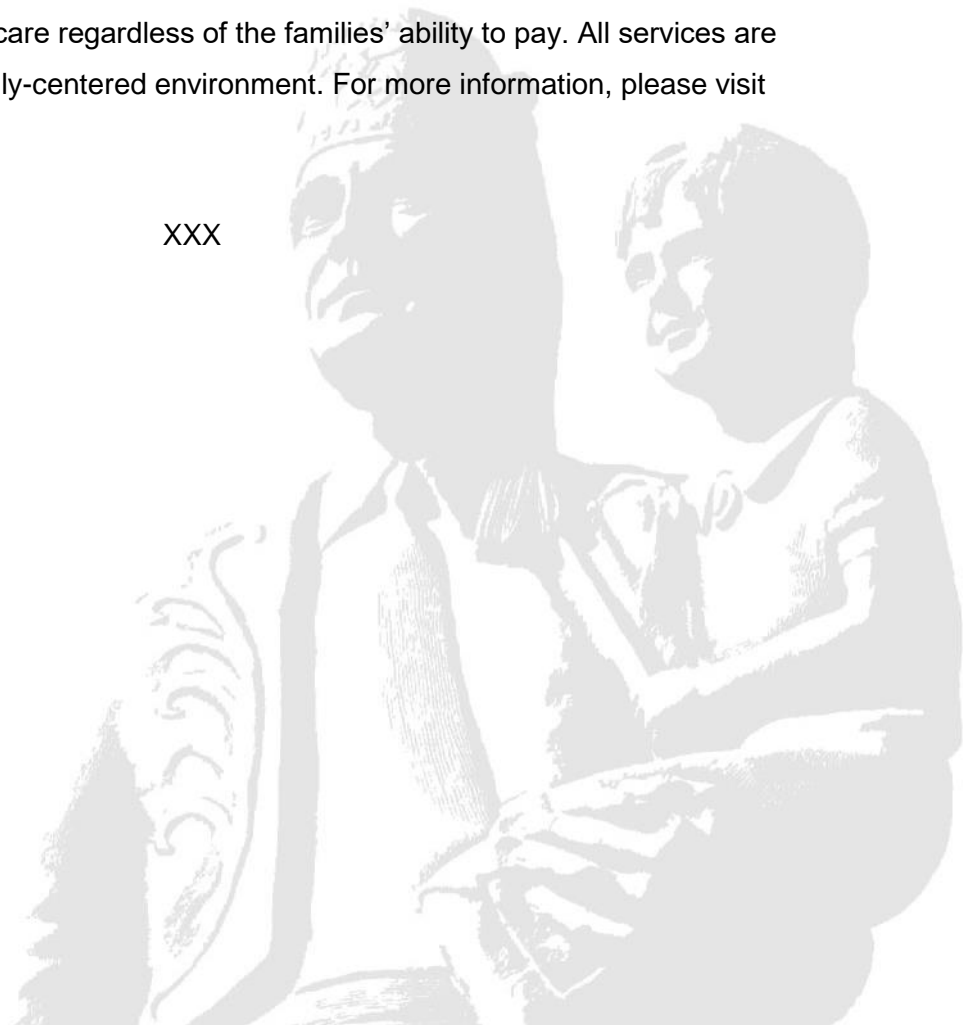 care regardless of the families’ ability to pay. All services are
ly-centered environment. For more information, please visit
XXX